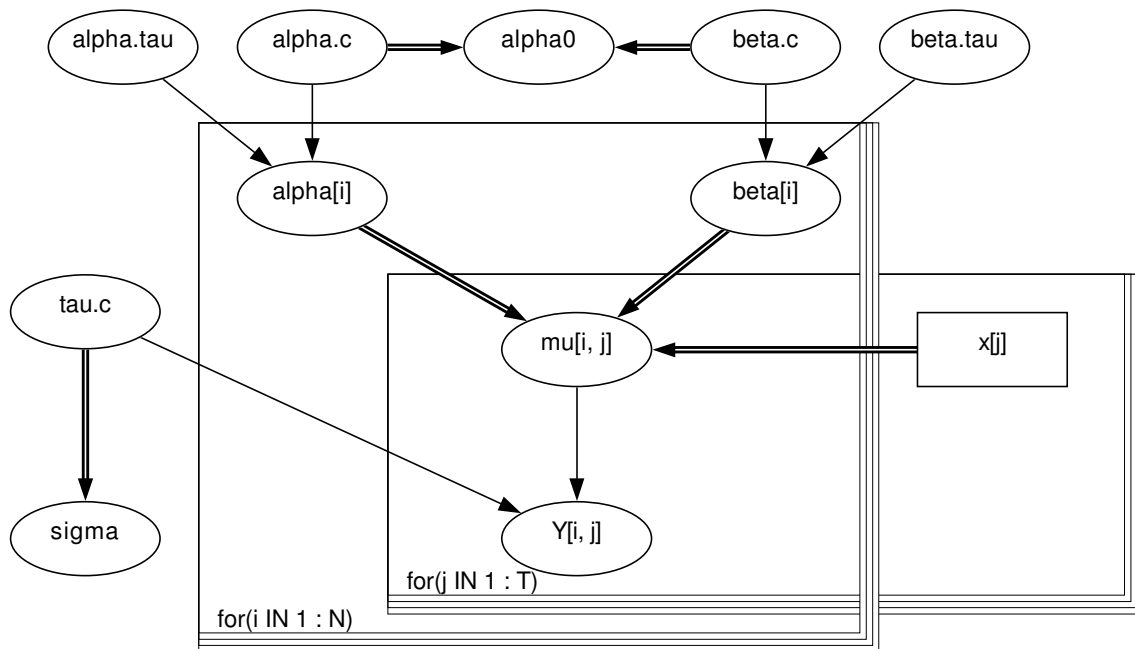 alpha.tau
alpha.c
alpha0
beta.c
beta.tau
alpha[i]
beta[i]
tau.c
mu[i, j]
x[j]
sigma
Y[i, j]
for(j IN 1 : T)
for(i IN 1 : N)